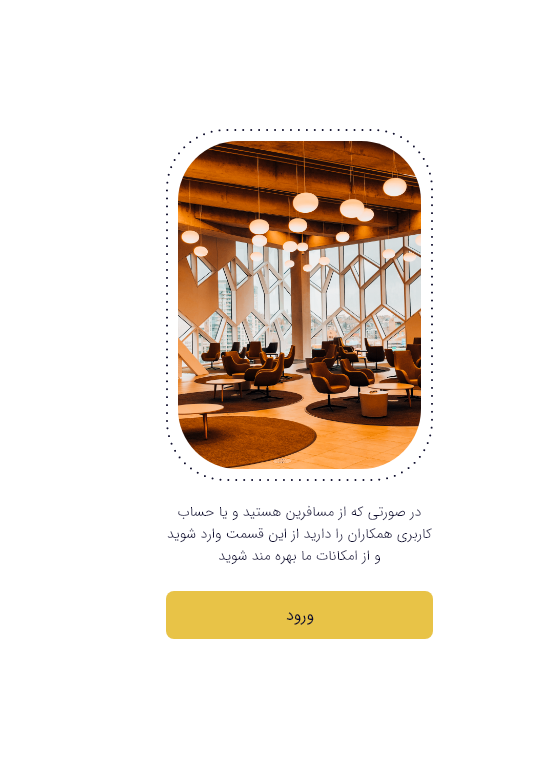 در صورتی که از مسافرین هستید و یا حساب
کاربری همکاران را دارید از این قسمت وارد شوید
و از امکانات ما بهره مند شوید
ورود